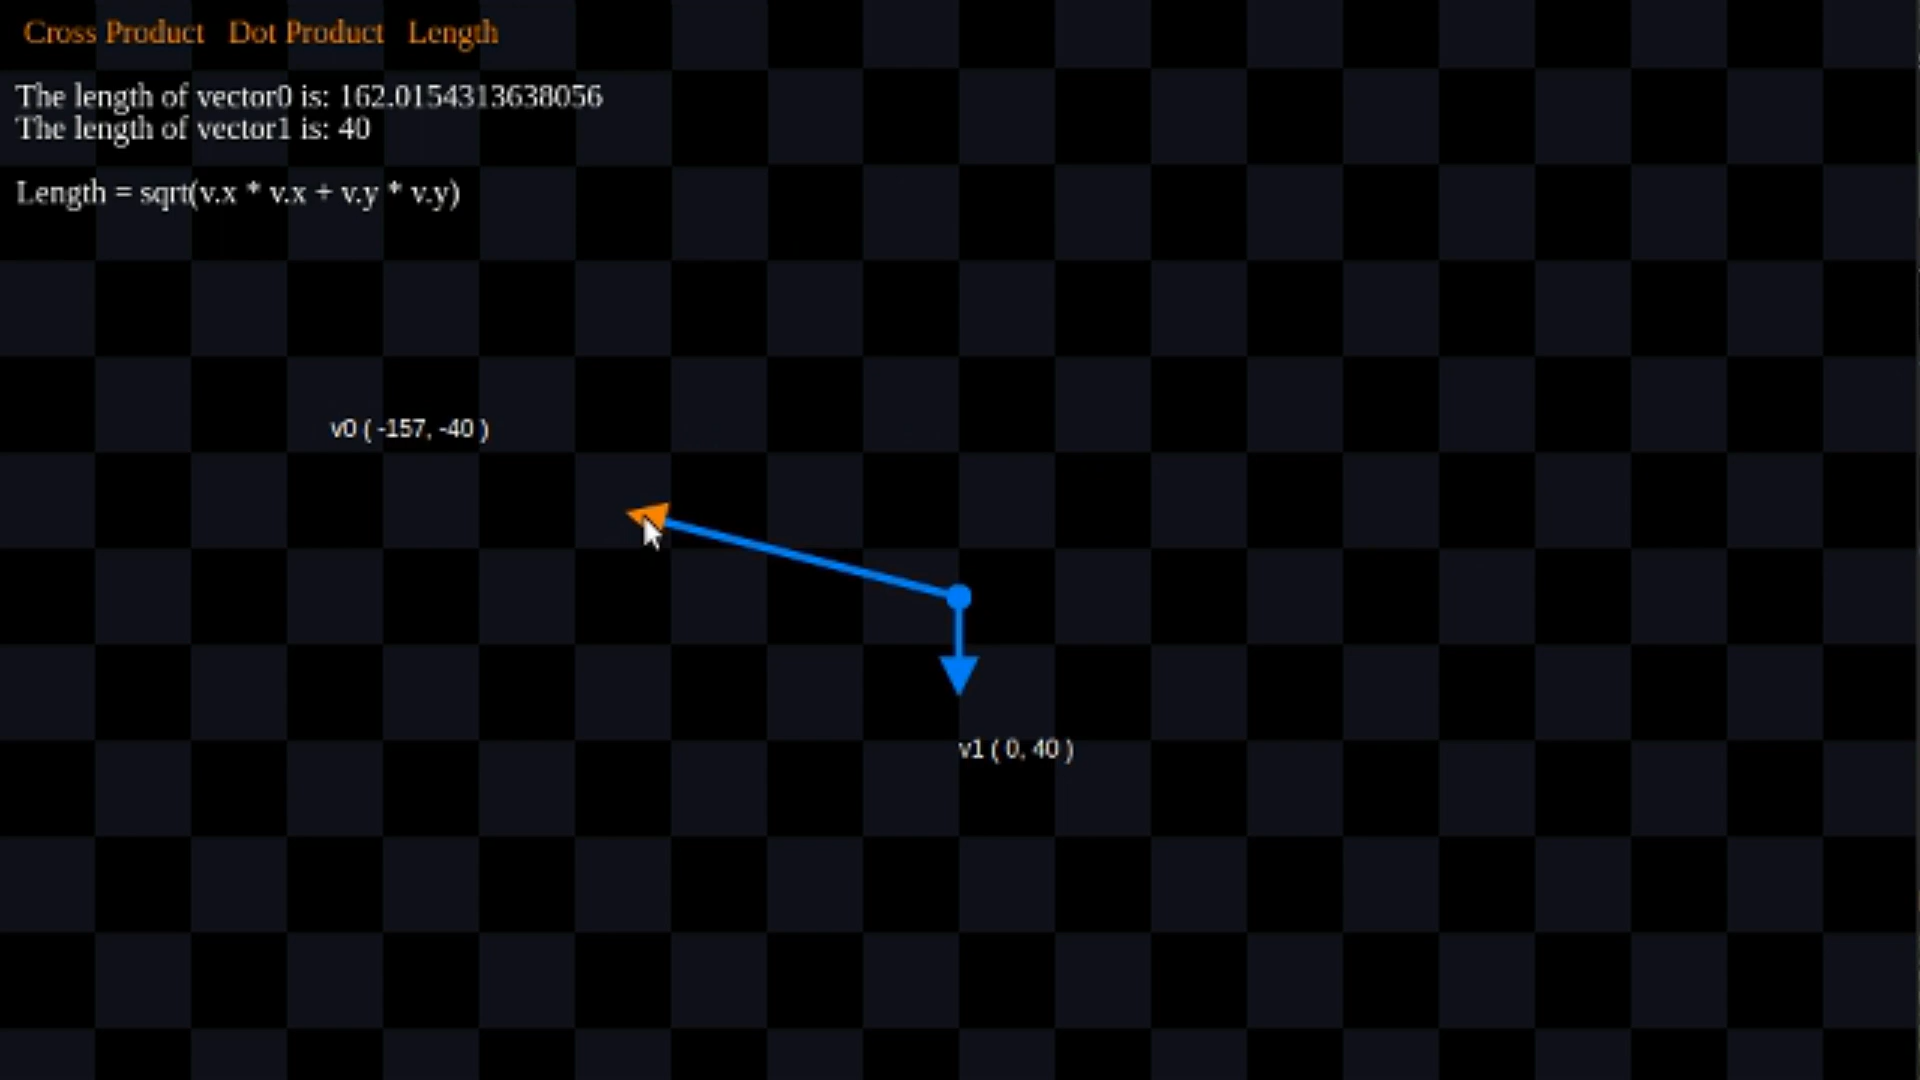 Cross Product Dot Product Length
The length of vector0 is: 162.0154313638056
The length of vector1 is: 40
Length = sqrt(v.x * v.x + v.y * v.y)
v0 ( -157, -40 )
v1 ( 0, 40 )